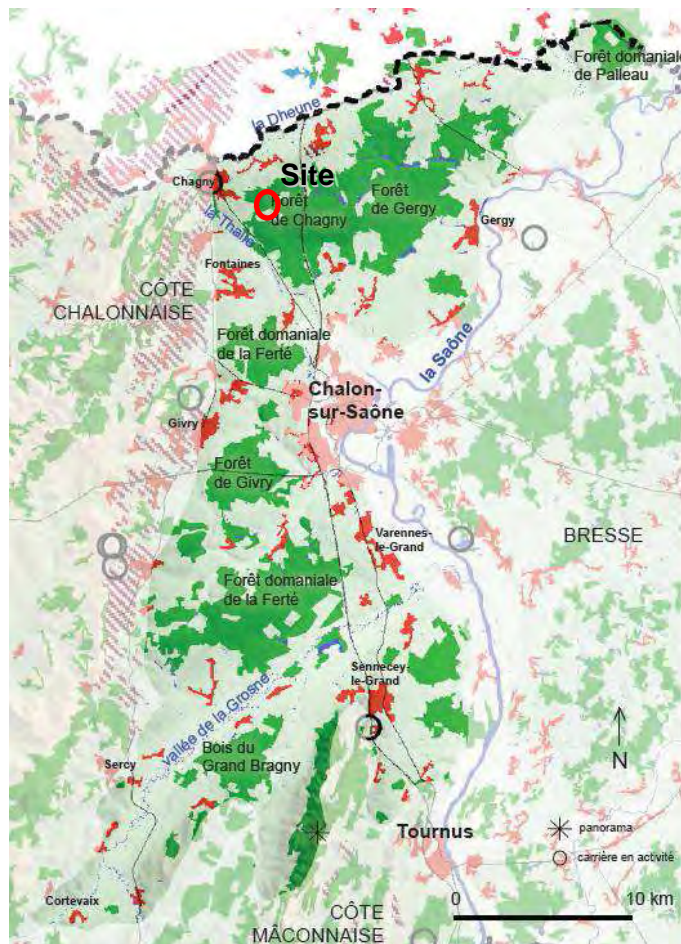 Forêt domaniale
de Palleau
la Dheune
Chagny
Site
Forêt
de Chagny
Forêt
de Gergy
la Thalie
Gergy
Fontaines
CÔTE
CHALONNAISE
la Saône
Forêt domaniale
de la Ferté
Chalon-
sur-Saône
Givry
Forêt
de Givry
Varennes-
le-Grand
BRESSE
Forêt domaniale
de la Ferté
Sennecey-
le-Grand
vallée de la Grosne
N
Bois du
Grand Bragny
Sercy
Tournus
panorama
carrière en activité
Cortevaix
0
10 km
CÔTE
MÂCONNAISE